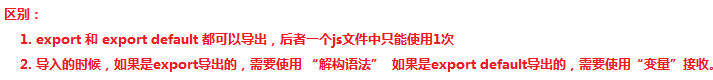 区别：
1. export 和 export default 都可以导出，后者一个js文件中只能使用1次
2. 导入的时候，如果是export导出的，需要使用 “解构语法”  如果是export default导出的，需要使用“变量”接收。